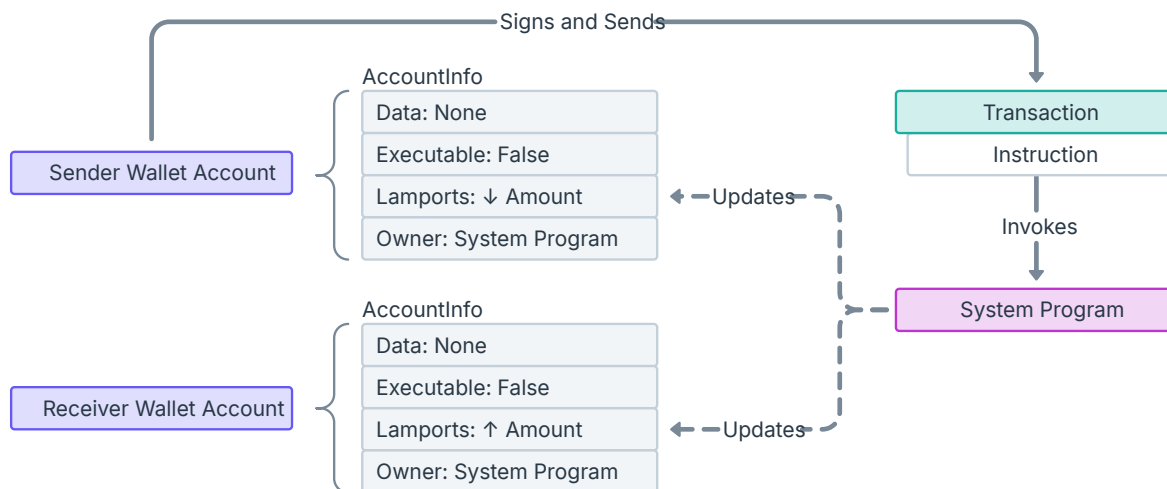 Signs and Sends
AccountInfo
Data: None
Executable: False
Lamports: ↓ Amount
Owner: System Program
Sender Wallet Account
Transaction
Instruction
Updates
Invokes
System Program
AccountInfo
Data: None
Executable: False
Lamports: ↑ Amount
Owner: System Program
Receiver Wallet Account
Updates